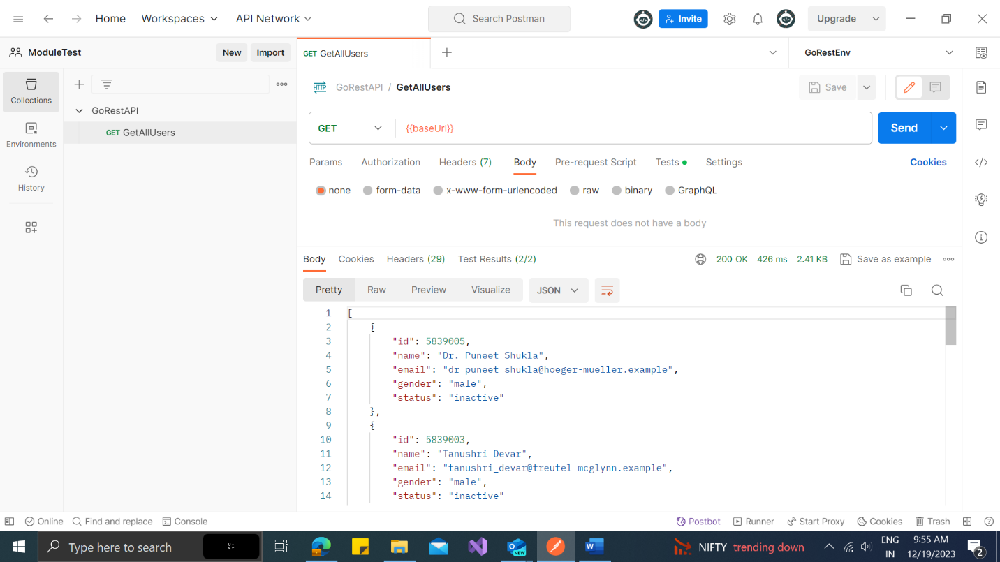 Home Workspaces API Network Search Postman Invite Upgrade
ModuleTest New Import GET GetAllUsers GoRestEnv
Collections
Environments
History
GoRestAPI
GET GetAllUsers
HTTP GoRestAPI / GetAllUsers Save
GET {{baseUrl}} Send
Params Authorization Headers (7) Body Pre-request Script Tests Settings Cookies
none form-data x-www-form-urlencoded raw binary GraphQL
This request does not have a body
Body Cookies Headers (29) Test Results (2/2) 200 OK 426 ms 2.41 KB Save as example
Pretty Raw Preview Visualize JSON
1 [
2 {
3 "id": 5839005,
4 "name": "Dr. Puneet Shukla",
5 "email": "dr_puneet_shukla@hoeger-mueller.example",
6 "gender": "male",
7 "status": "inactive"
8 },
9 {
10 "id": 5839003,
11 "name": "Tanushri Devar",
12 "email": "tanushri_devar@treutel-mcglynn.example",
13 "gender": "male",
14 "status": "inactive"
Online Find and replace Console Postbot Runner Start Proxy Cookies Trash
Type here to search NEW NIFTY trending down ENG 9:55 AM
IN 12/19/2023 2